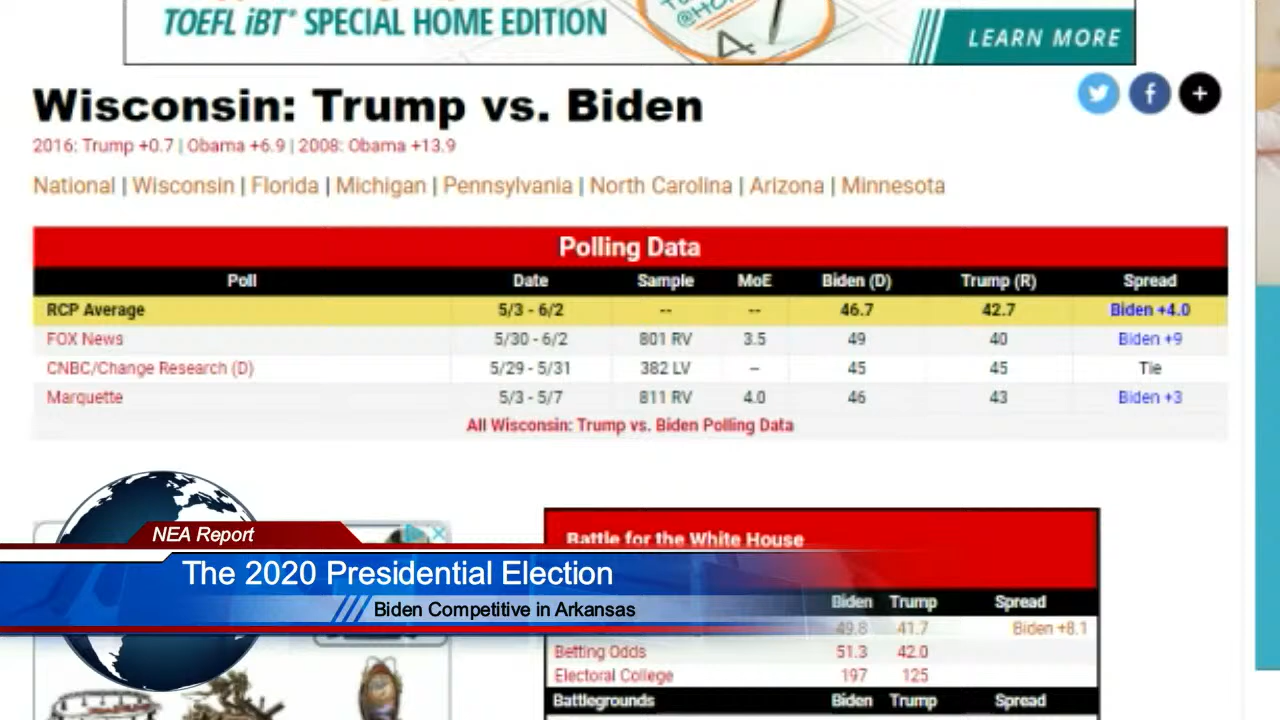 TOEFL iBT® SPECIAL HOME EDITION
LEARN MORE
Wisconsin: Trump vs. Biden
2016: Trump +0.7 | Obama +6.9 | 2008: Obama +13.9
National | Wisconsin | Florida | Michigan | Pennsylvania | North Carolina | Arizona | Minnesota
Polling Data
Poll Date Sample MoE Biden (D) Trump (R) Spread
RCP Average 5/3 - 6/2 -- -- 46.7 42.7 Biden +4.0
FOX News 5/30 - 6/2 801 RV 3.5 49 40 Biden +9
CNBC/Change Research (D) 5/29 - 5/31 382 LV -- 45 45 Tie
Marquette 5/3 - 5/7 811 RV 4.0 46 43 Biden +3
All Wisconsin: Trump vs. Biden Polling Data
NEA Report
The 2020 Presidential Election
Biden Competitive in Arkansas
Battle for the White House
Biden Trump Spread
49.8 41.7 Biden +8.1
Betting Odds 51.3 42.0
Electoral College 197 125
Battlegrounds Biden Trump Spread